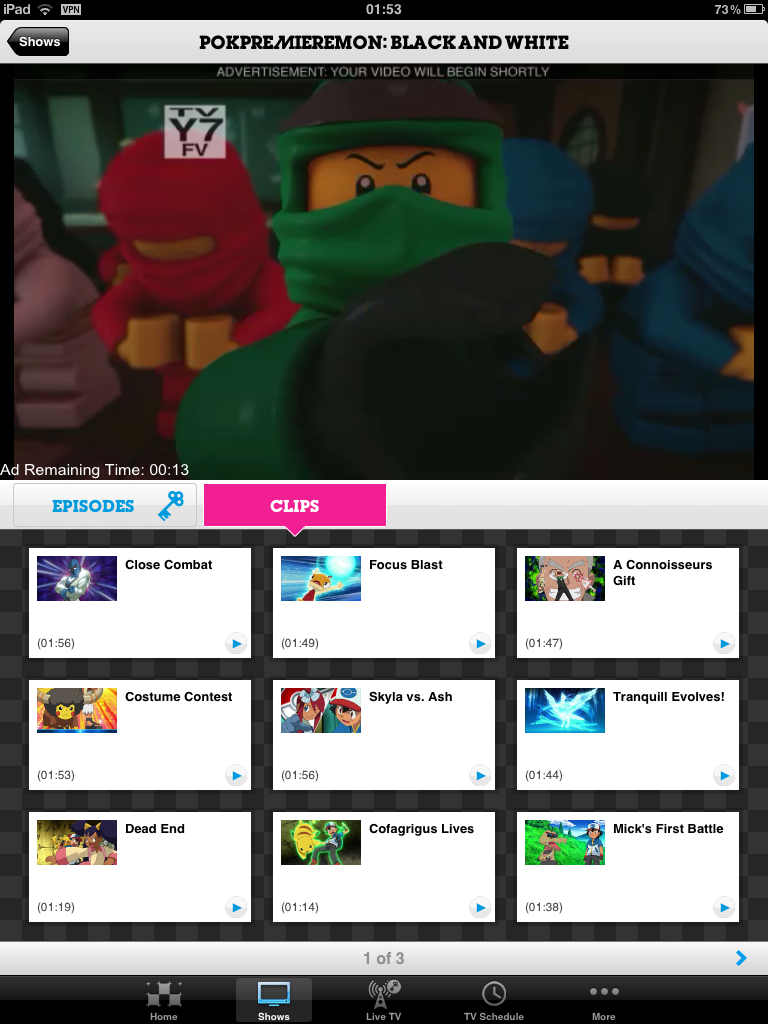 iPad VPN 01:53 73%
Shows
POKPREMIEREMON: BLACK AND WHITE
ADVERTISEMENT: YOUR VIDEO WILL BEGIN SHORTLY
TV
Y7
FV
Ad Remaining Time: 00:13
EPISODES CLIPS
Close Combat
(01:56)
Focus Blast
(01:49)
A Connoisseurs
Gift
(01:47)
Costume Contest
(01:53)
Skyla vs. Ash
(01:56)
Tranquill Evolves!
(01:44)
Dead End
(01:19)
Cofagrigus Lives
(01:14)
Mick's First Battle
(01:38)
1 of 3
Home Shows Live TV TV Schedule More